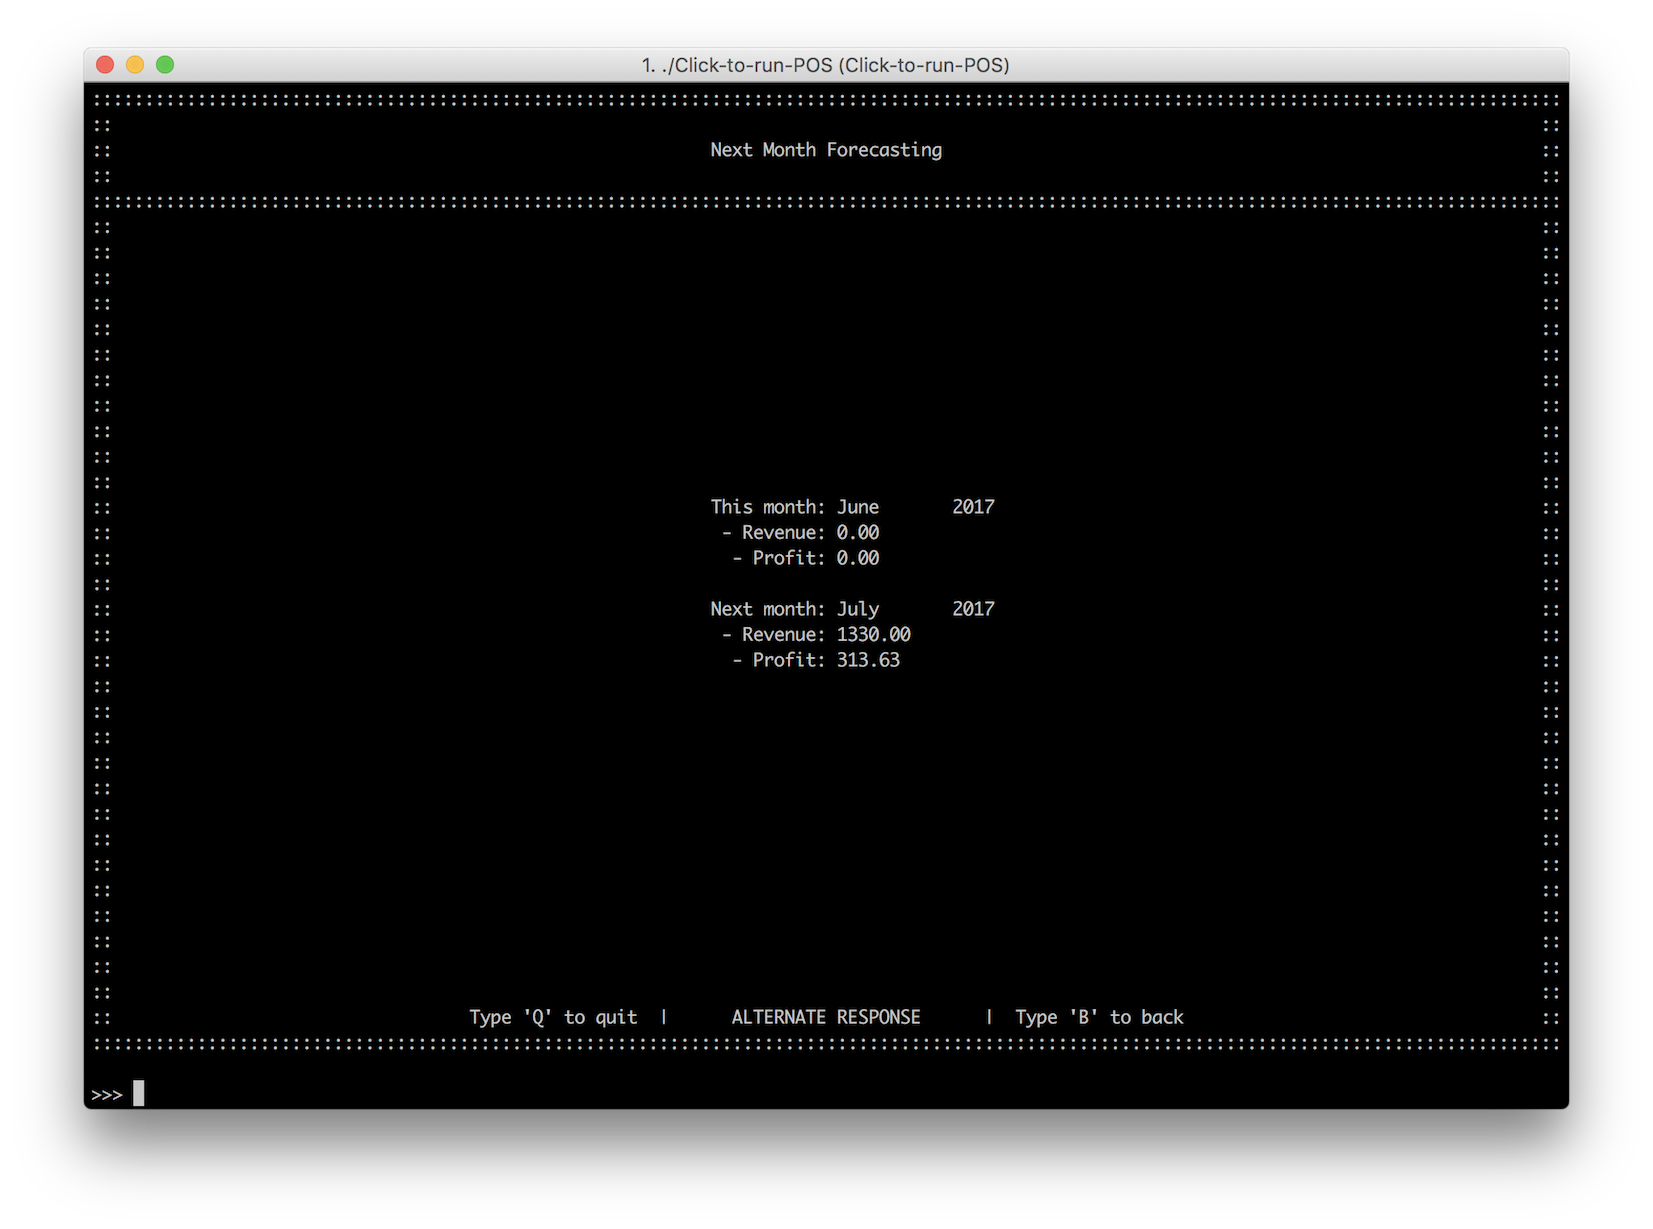 1. ./Click-to-run-POS (Click-to-run-POS)
Next Month Forecasting
This month: June 2017
- Revenue: 0.00
- Profit: 0.00
Next month: July 2017
- Revenue: 1330.00
- Profit: 313.63
Type 'Q' to quit | ALTERNATE RESPONSE | Type 'B' to back
>>>